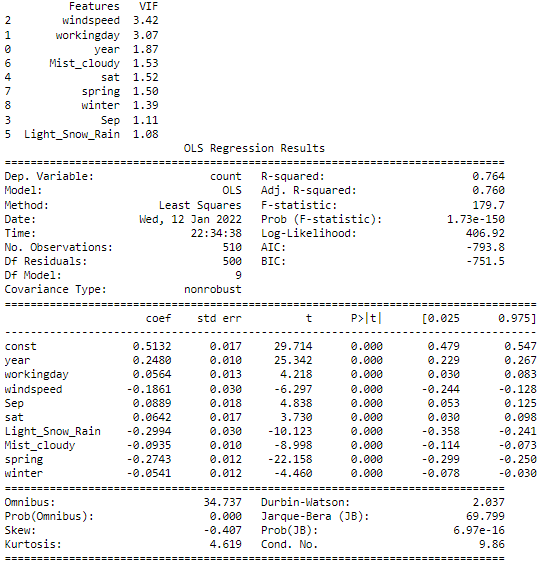 Features   VIF
2     windspeed  3.42
1    workingday  3.07
0          year  1.87
6   Mist_cloudy  1.53
4           sat  1.52
7        spring  1.50
8        winter  1.39
3           Sep  1.11
5  Light_Snow_Rain  1.08
                            OLS Regression Results
==============================================================================
Dep. Variable:                  count   R-squared:                       0.764
Model:                            OLS   Adj. R-squared:                  0.760
Method:                 Least Squares   F-statistic:                     179.7
Date:                Wed, 12 Jan 2022   Prob (F-statistic):          1.73e-150
Time:                        22:34:38   Log-Likelihood:                 406.92
No. Observations:                 510   AIC:                            -793.8
Df Residuals:                     500   BIC:                            -751.5
Df Model:                           9
Covariance Type:            nonrobust
===================================================================================
                      coef    std err          t      P>|t|      [0.025      0.975]
-----------------------------------------------------------------------------------
const               0.5132      0.017     29.714      0.000       0.479       0.547
year                0.2480      0.010     25.342      0.000       0.229       0.267
workingday          0.0564      0.013      4.218      0.000       0.030       0.083
windspeed          -0.1861      0.030     -6.297      0.000      -0.244      -0.128
Sep                 0.0889      0.018      4.838      0.000       0.053       0.125
sat                 0.0642      0.017      3.730      0.000       0.030       0.098
Light_Snow_Rain    -0.2994      0.030    -10.123      0.000      -0.358      -0.241
Mist_cloudy        -0.0935      0.010     -8.998      0.000      -0.114      -0.073
spring             -0.2743      0.012    -22.158      0.000      -0.299      -0.250
winter             -0.0541      0.012     -4.460      0.000      -0.078      -0.030
==============================================================================
Omnibus:                       34.737   Durbin-Watson:                   2.037
Prob(Omnibus):                  0.000   Jarque-Bera (JB):               69.799
Skew:                          -0.407   Prob(JB):                     6.97e-16
Kurtosis:                       4.619   Cond. No.                         9.86
==============================================================================